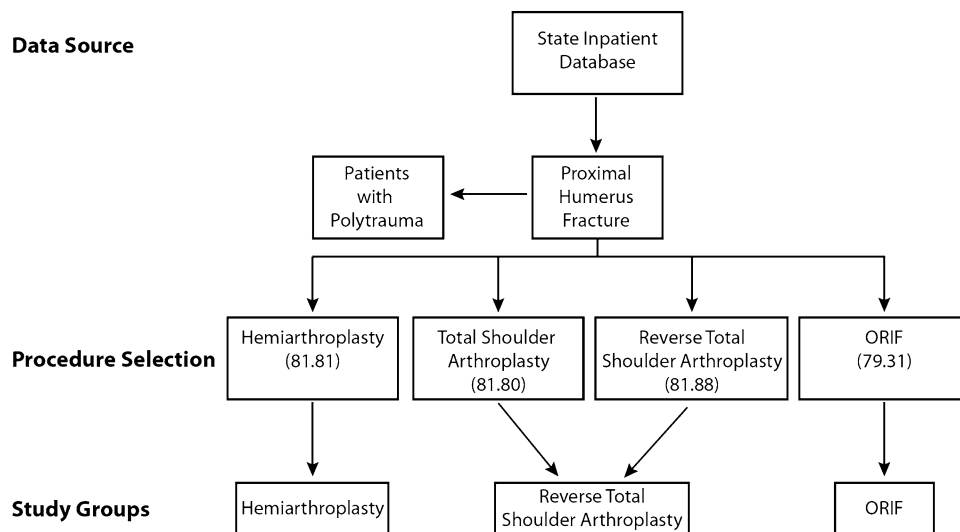 Data Source
State Inpatient
Database
Patients
with
Polytrauma
Proximal
Humerus
Fracture
Procedure Selection
Hemiarthroplasty
(81.81)
Total Shoulder
Arthroplasty
(81.80)
Reverse Total
Shoulder Arthroplasty
(81.88)
ORIF
(79.31)
Study Groups
Hemiarthroplasty
Reverse Total
Shoulder Arthroplasty
ORIF